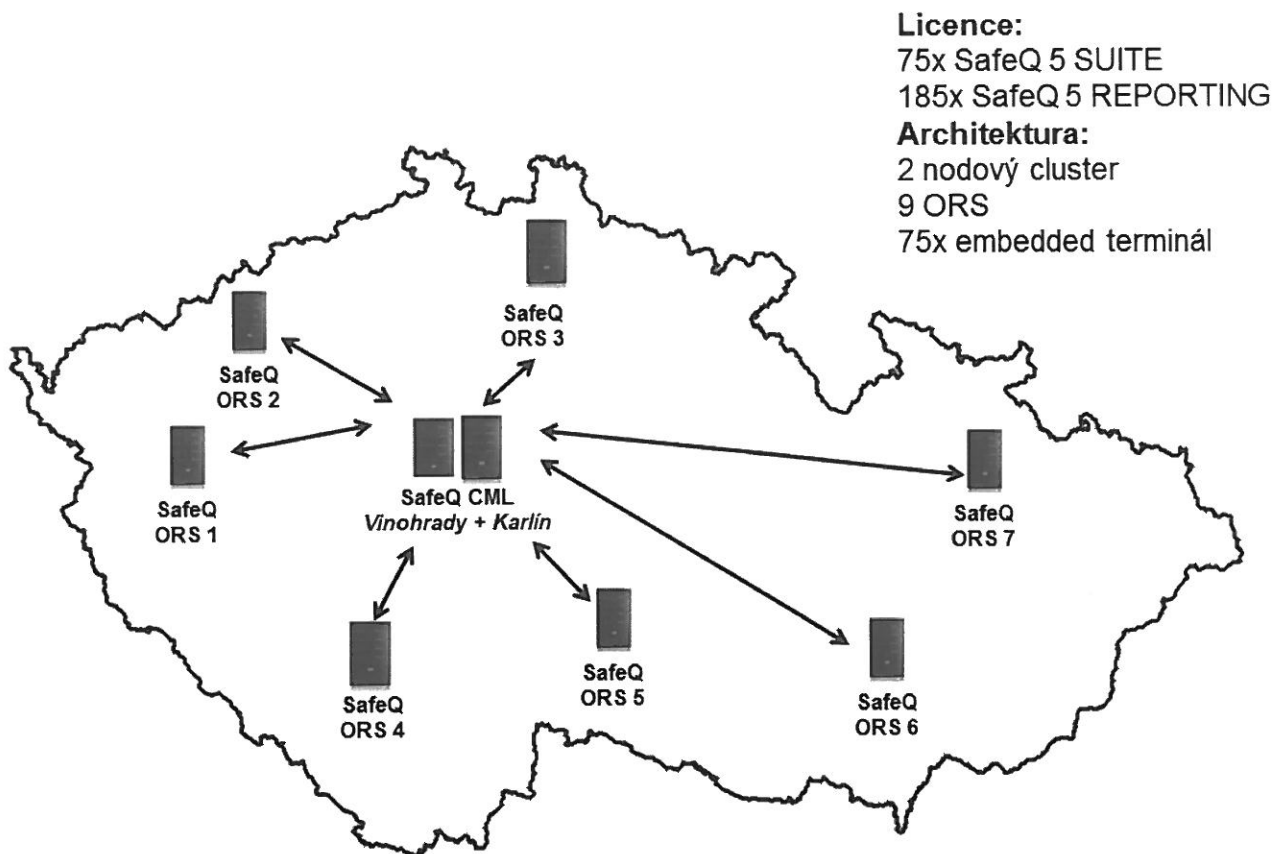 Licence:
75x SafeQ 5 SUITE
185x SafeQ 5 REPORTING
Architektura:
2 nodový cluster
9 ORS
75x embedded terminál
SafeQ
ORS 3
SafeQ
ORS 2
SafeQ
ORS 1
SafeQ CML
Vinohrady + Karlín
SafeQ
ORS 7
SafeQ
ORS 4
SafeQ
ORS 5
SafeQ
ORS 6